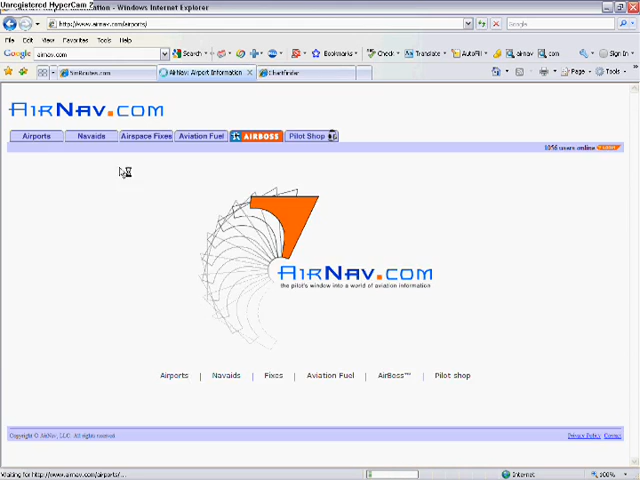 Unregistered HyperCam 2
Information - Windows Internet Explorer
http://www.airnav.com/airports/
Google
File Edit View Favorites Tools Help
Google airnav.com Search Bookmarks Check Translate AutoFill airnav com Sign In
SimRoutes.com AirNav: Airport Information Chartfinder Page Tools
AirNav.com
Airports Navaids Airspace Fixes Aviation Fuel AIRBOSS Pilot Shop
users online
AirNav.com
the pilot's window into a world of aviation information
Airports | Navaids | Fixes | Aviation Fuel | AirBoss™ | Pilot shop
Copyright © AirNav, LLC. All rights reserved. Privacy Policy Contact
Waiting for http://www.airnav.com/airports/... Internet 100%